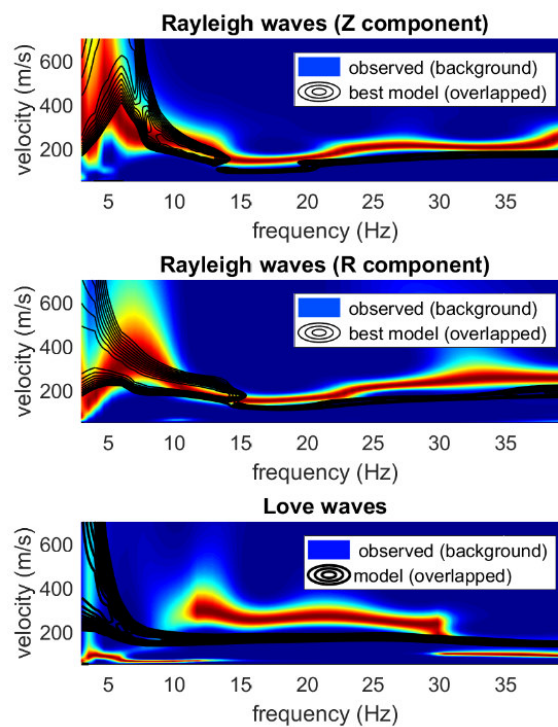 Rayleigh waves (Z component)
velocity (m/s)
600
400
200
observed (background)
best model (overlapped)
5 10 15 20 25 30 35
frequency (Hz)
Rayleigh waves (R component)
velocity (m/s)
600
400
200
observed (background)
best model (overlapped)
5 10 15 20 25 30 35
frequency (Hz)
Love waves
velocity (m/s)
600
400
200
observed (background)
model (overlapped)
5 10 15 20 25 30 35
frequency (Hz)